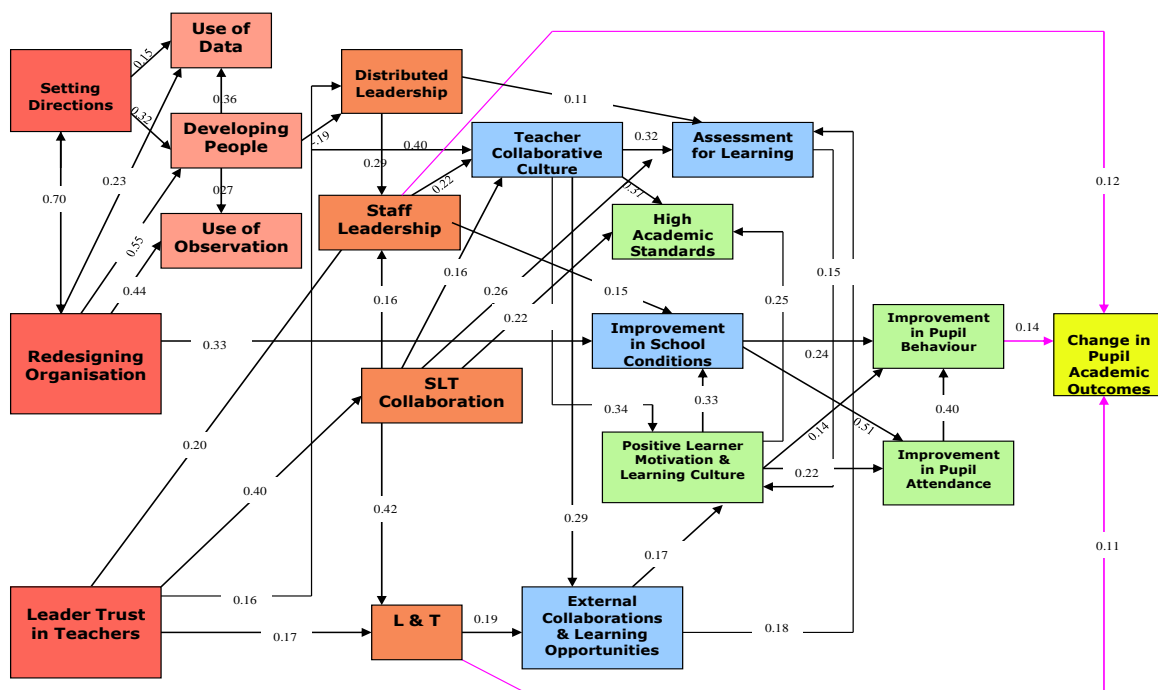 Use of
Data
0.15
Setting
Directions
0.32
0.36
Developing
People
Distributed
Leadership
0.11
0.40
0.29
Teacher
Collaborative
Culture
0.32
Assessment
for Learning
0.12
0.23
0.70
Use of
Observation
0.55
0.44
Staff
Leadership
0.22
High
Academic
Standards
0.16
0.16
0.26
0.22
0.15
0.25
0.15
Redesigning
Organisation
0.33
Improvement
in School
Conditions
0.24
Improvement
in Pupil
Behaviour
0.14
Change in
Pupil
Academic
Outcomes
SLT
Collaboration
0.34
0.33
0.14
0.51
0.40
0.20
Positive Learner
Motivation &
Learning Culture
0.22
Improvement
in Pupil
Attendance
0.40
0.42
0.29
0.17
0.11
Leader Trust
in Teachers
0.16
0.17
L & T
0.19
External
Collaborations
& Learning
Opportunities
0.18